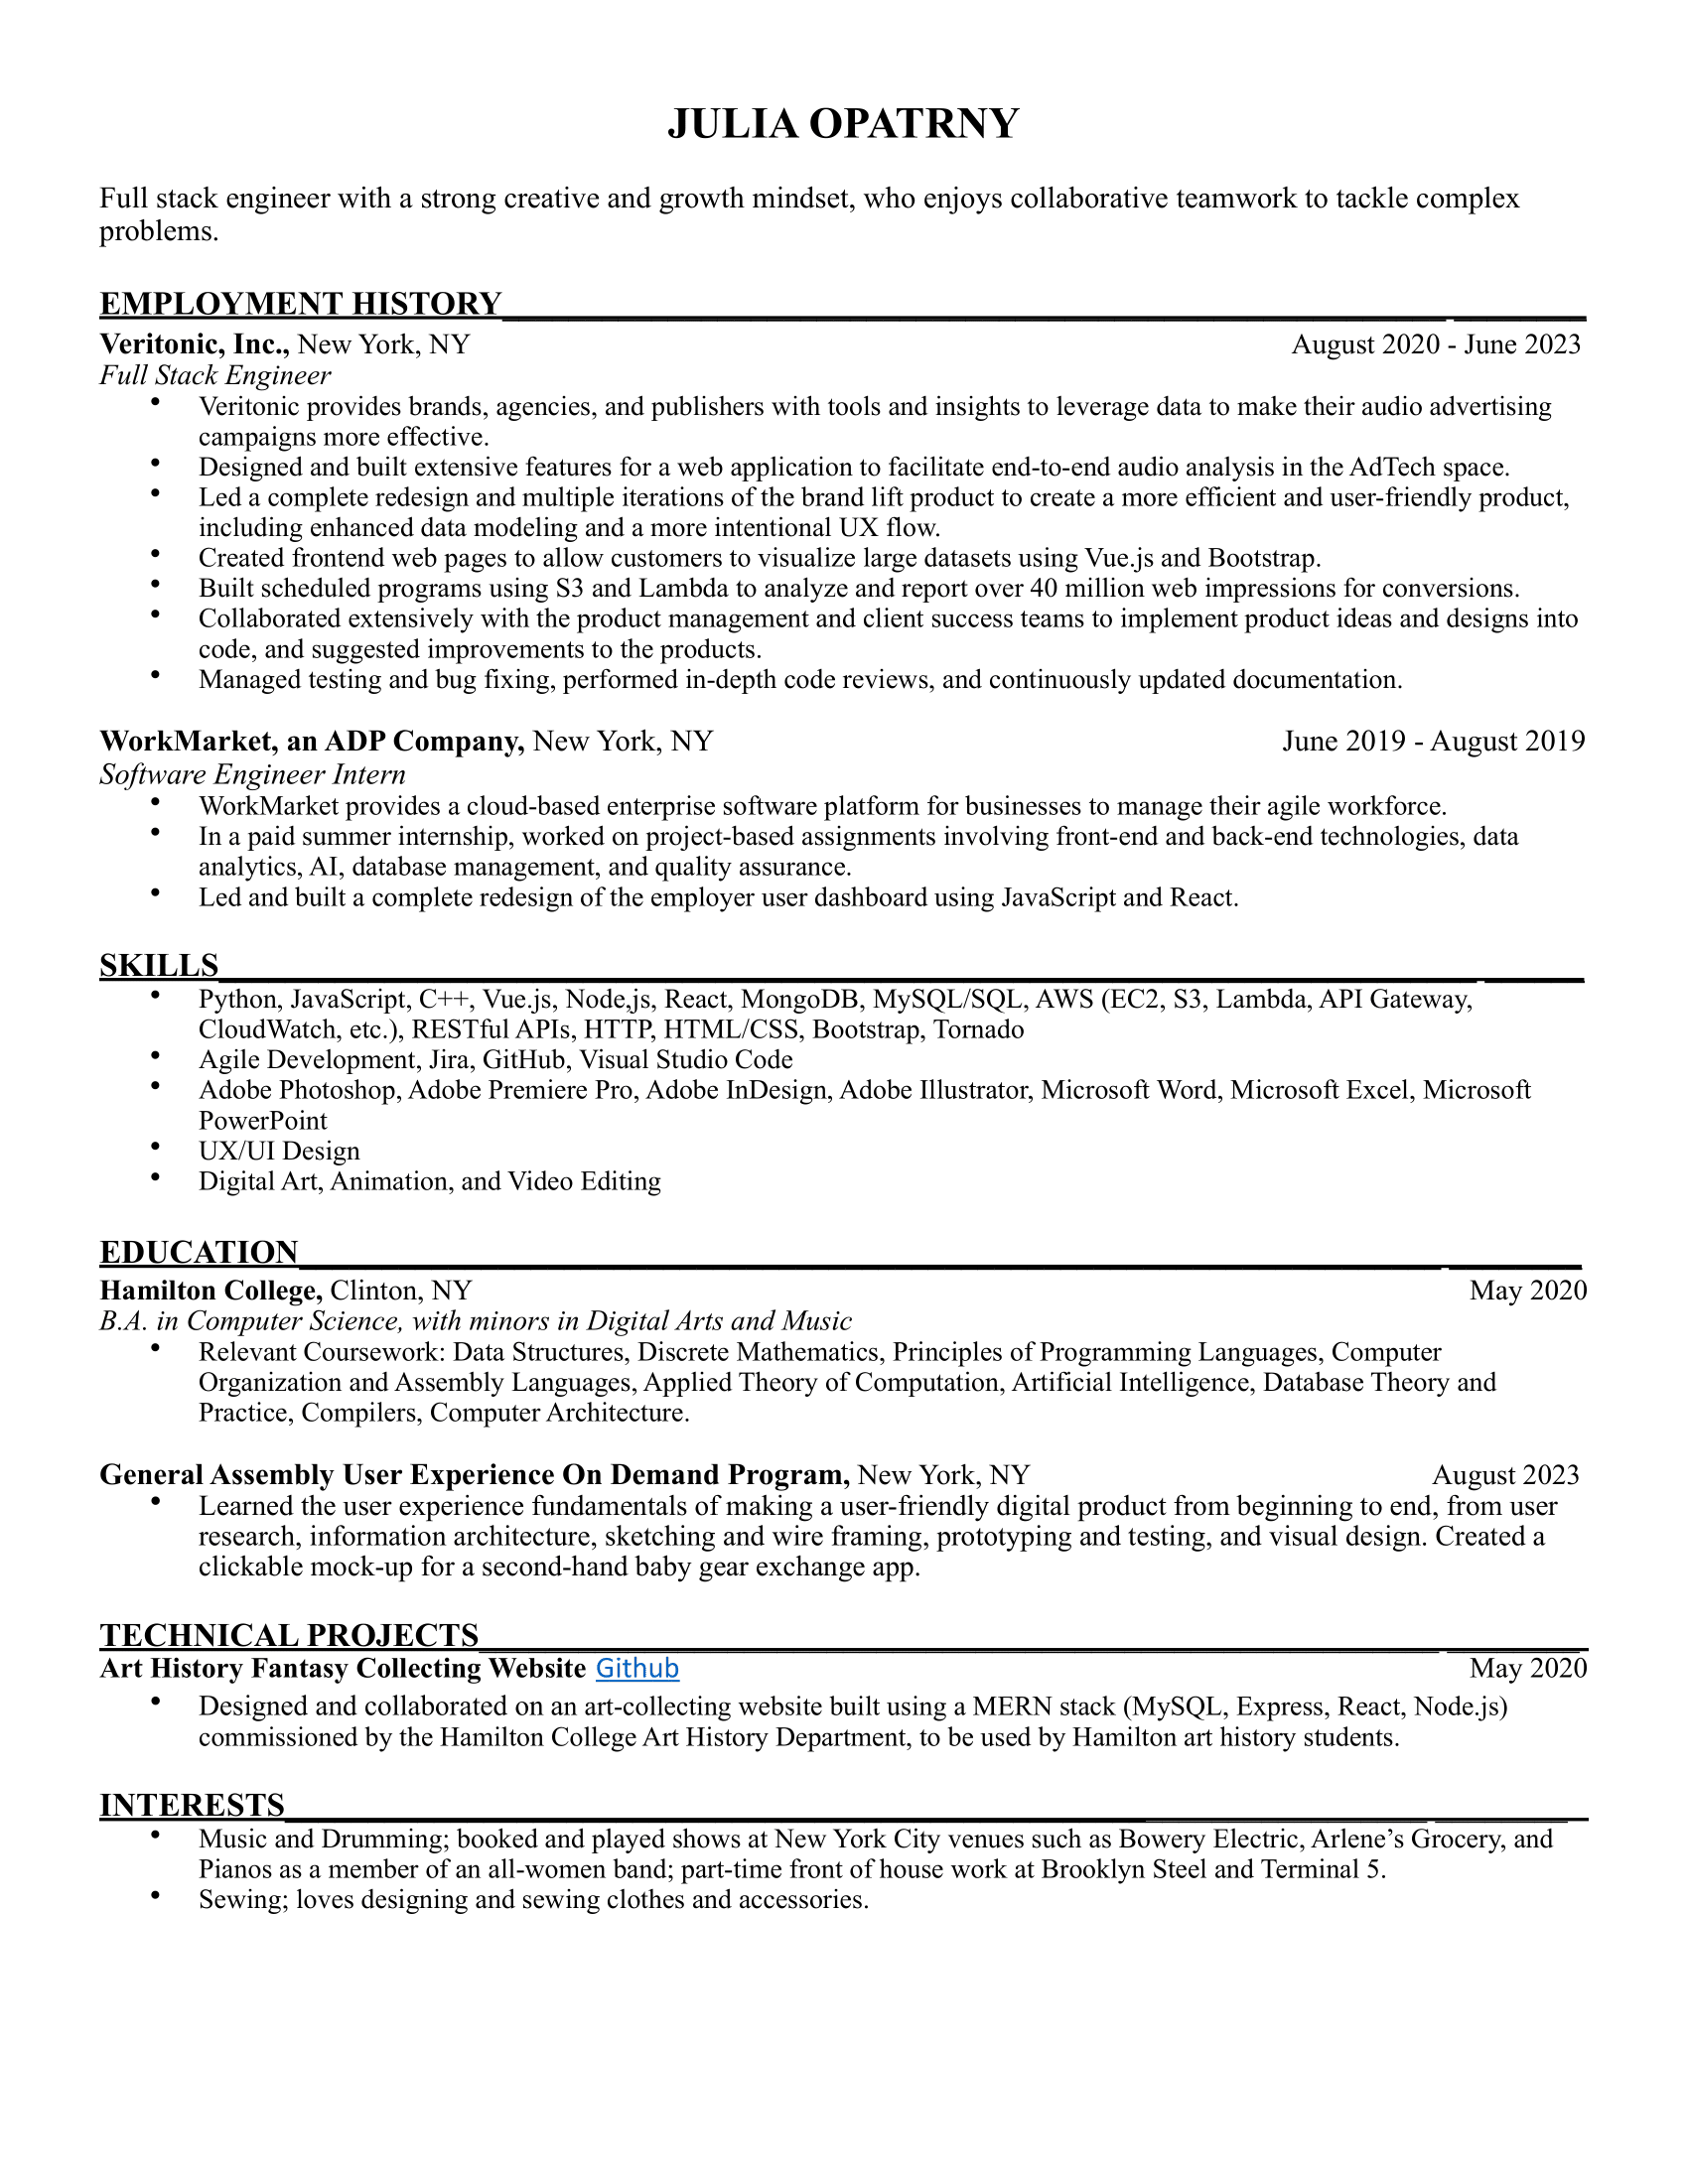 JULIA OPATRNY
Full stack engineer with a strong creative and growth mindset, who enjoys collaborative teamwork to tackle complex
problems.
EMPLOYMENT HISTORY
Veritonic, Inc., New York, NY August 2020 - June 2023
Full Stack Engineer
• Veritonic provides brands, agencies, and publishers with tools and insights to leverage data to make their audio advertising
campaigns more effective.
• Designed and built extensive features for a web application to facilitate end-to-end audio analysis in the AdTech space.
• Led a complete redesign and multiple iterations of the brand lift product to create a more efficient and user-friendly product,
including enhanced data modeling and a more intentional UX flow.
• Created frontend web pages to allow customers to visualize large datasets using Vue.js and Bootstrap.
• Built scheduled programs using S3 and Lambda to analyze and report over 40 million web impressions for conversions.
• Collaborated extensively with the product management and client success teams to implement product ideas and designs into
code, and suggested improvements to the products.
• Managed testing and bug fixing, performed in-depth code reviews, and continuously updated documentation.
WorkMarket, an ADP Company, New York, NY June 2019 - August 2019
Software Engineer Intern
• WorkMarket provides a cloud-based enterprise software platform for businesses to manage their agile workforce.
• In a paid summer internship, worked on project-based assignments involving front-end and back-end technologies, data
analytics, AI, database management, and quality assurance.
• Led and built a complete redesign of the employer user dashboard using JavaScript and React.
SKILLS
• Python, JavaScript, C++, Vue.js, Node,js, React, MongoDB, MySQL/SQL, AWS (EC2, S3, Lambda, API Gateway,
CloudWatch, etc.), RESTful APIs, HTTP, HTML/CSS, Bootstrap, Tornado
• Agile Development, Jira, GitHub, Visual Studio Code
• Adobe Photoshop, Adobe Premiere Pro, Adobe InDesign, Adobe Illustrator, Microsoft Word, Microsoft Excel, Microsoft
PowerPoint
• UX/UI Design
• Digital Art, Animation, and Video Editing
EDUCATION
Hamilton College, Clinton, NY May 2020
B.A. in Computer Science, with minors in Digital Arts and Music
• Relevant Coursework: Data Structures, Discrete Mathematics, Principles of Programming Languages, Computer
Organization and Assembly Languages, Applied Theory of Computation, Artificial Intelligence, Database Theory and
Practice, Compilers, Computer Architecture.
General Assembly User Experience On Demand Program, New York, NY August 2023
• Learned the user experience fundamentals of making a user-friendly digital product from beginning to end, from user
research, information architecture, sketching and wire framing, prototyping and testing, and visual design. Created a
clickable mock-up for a second-hand baby gear exchange app.
TECHNICAL PROJECTS
Art History Fantasy Collecting Website Github May 2020
• Designed and collaborated on an art-collecting website built using a MERN stack (MySQL, Express, React, Node.js)
commissioned by the Hamilton College Art History Department, to be used by Hamilton art history students.
INTERESTS
• Music and Drumming; booked and played shows at New York City venues such as Bowery Electric, Arlene’s Grocery, and
Pianos as a member of an all-women band; part-time front of house work at Brooklyn Steel and Terminal 5.
• Sewing; loves designing and sewing clothes and accessories.